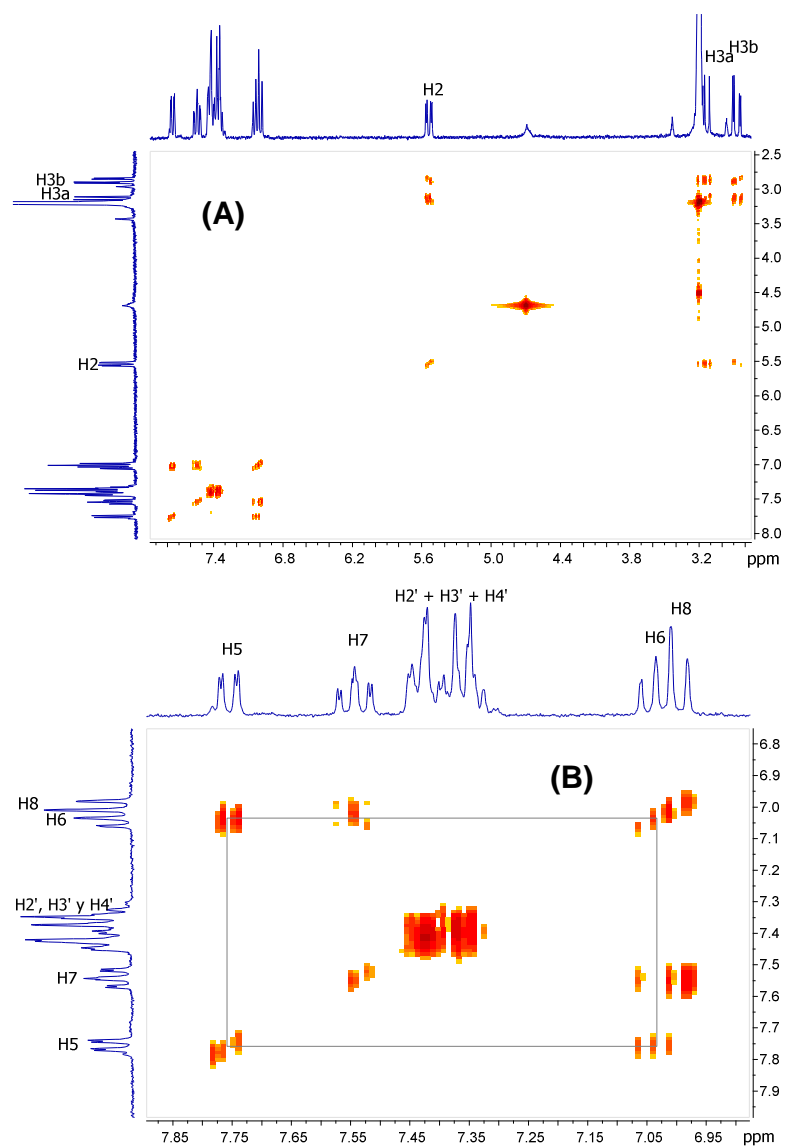 H3b
H3a
H2
H3b
H3a
(A)
H2
2.5
3.0
3.5
4.0
4.5
5.0
5.5
6.0
6.5
7.0
7.5
8.0
7.4 6.8 6.2 5.6 5.0 4.4 3.8 3.2 ppm
H2' + H3' + H4'
H8
H5
H7
H6
(B)
H8
H6
H2', H3' y H4'
H7
H5
6.8
6.9
7.0
7.1
7.2
7.3
7.4
7.5
7.6
7.7
7.8
7.9
7.85 7.75 7.65 7.55 7.45 7.35 7.25 7.15 7.05 6.95 ppm